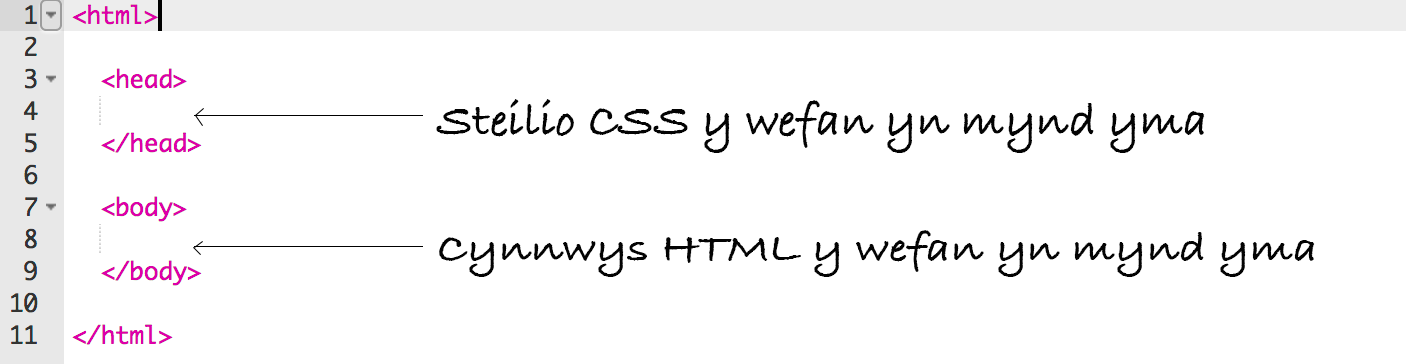 1 <html>
2
3 <head>
4 Steilio CSS y wefan yn mynd yma
5 </head>
6
7 <body>
8 Cynnwys HTML y wefan yn mynd yma
9 </body>
10
11 </html>